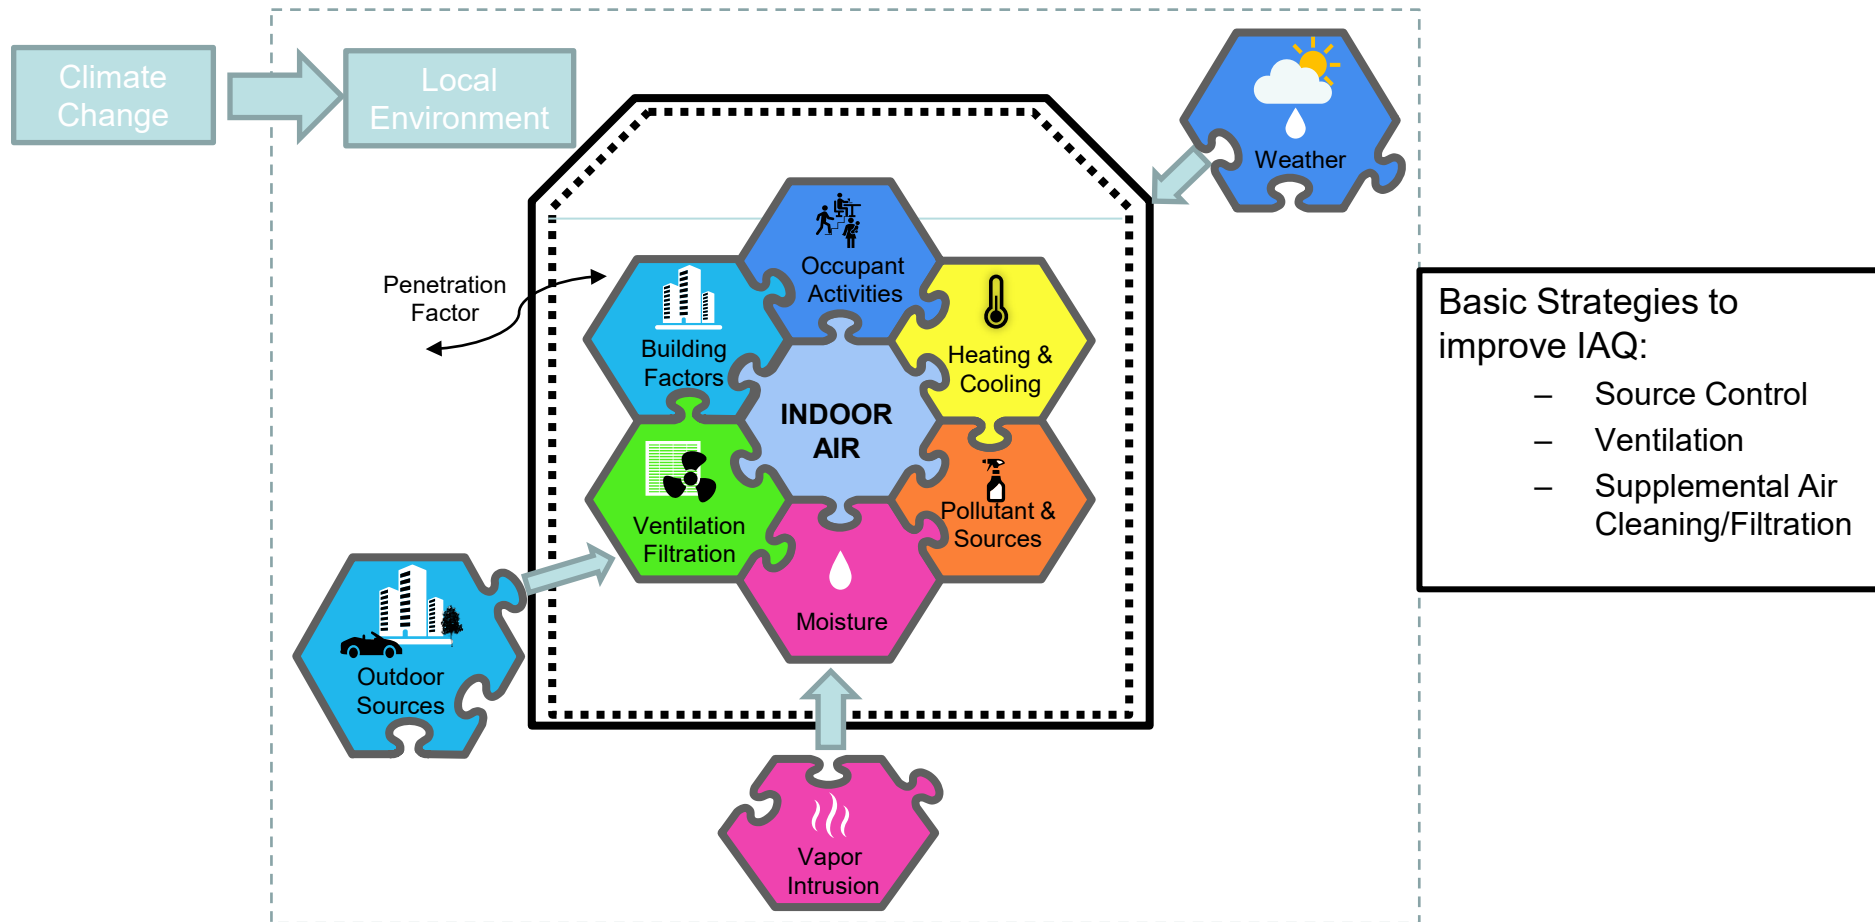 Climate
Change
Local
Environment
Weather
Penetration
Factor
Occupant
Activities
Building
Factors
Heating &
Cooling
INDOOR
AIR
Ventilation
Filtration
Pollutant &
Sources
Moisture
Outdoor
Sources
Vapor
Intrusion
Basic Strategies to
improve IAQ:
– Source Control
– Ventilation
– Supplemental Air
Cleaning/Filtration